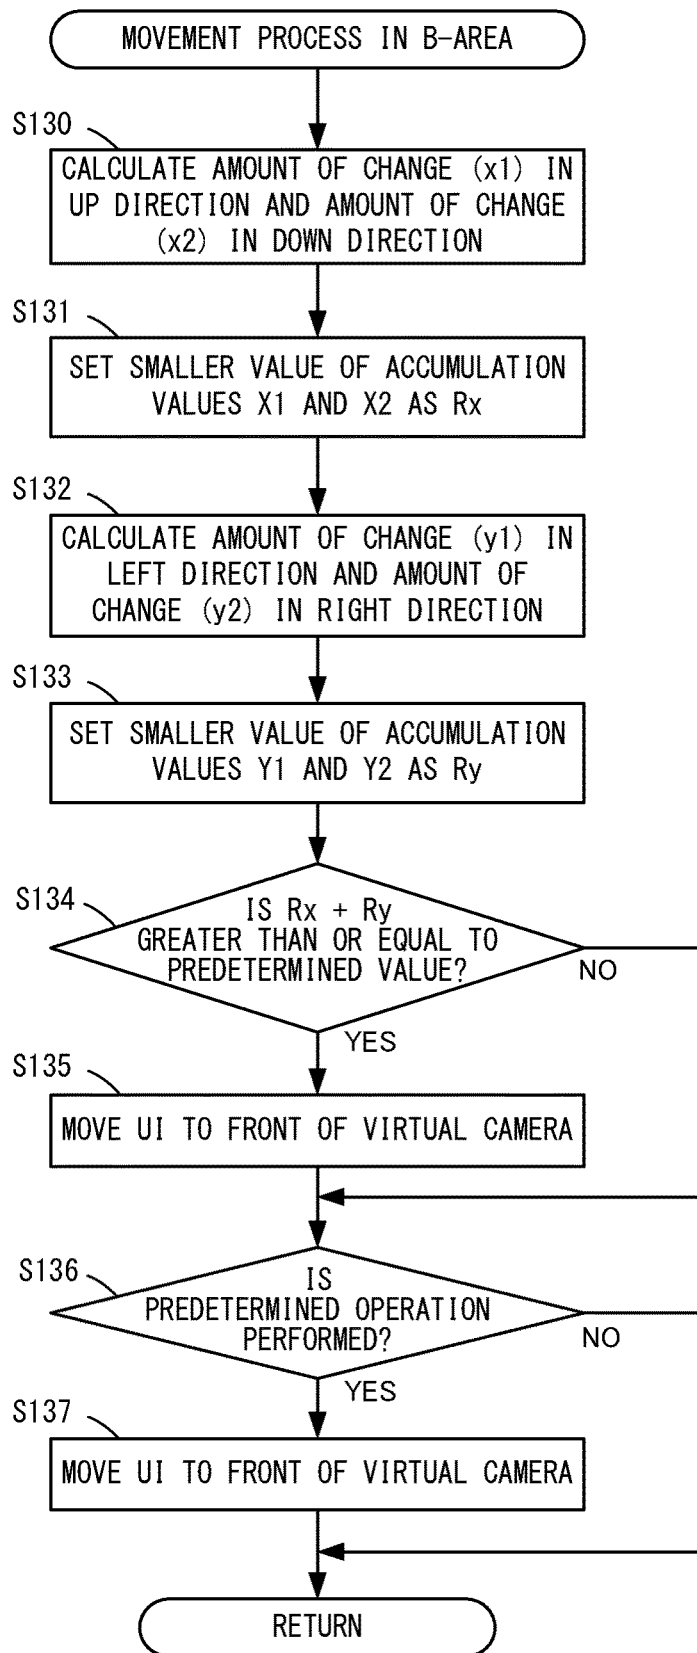 MOVEMENT PROCESS IN B-AREA
S130
CALCULATE AMOUNT OF CHANGE (x1) IN
UP DIRECTION AND AMOUNT OF CHANGE
(x2) IN DOWN DIRECTION
S131
SET SMALLER VALUE OF ACCUMULATION
VALUES X1 AND X2 AS Rx
S132
CALCULATE AMOUNT OF CHANGE (y1) IN
LEFT DIRECTION AND AMOUNT OF
CHANGE (y2) IN RIGHT DIRECTION
S133
SET SMALLER VALUE OF ACCUMULATION
VALUES Y1 AND Y2 AS Ry
S134
IS Rx + Ry
GREATER THAN OR EQUAL TO
PREDETERMINED VALUE?
NO
YES
S135
MOVE UI TO FRONT OF VIRTUAL CAMERA
S136
IS
PREDETERMINED OPERATION
PERFORMED?
NO
YES
S137
MOVE UI TO FRONT OF VIRTUAL CAMERA
RETURN